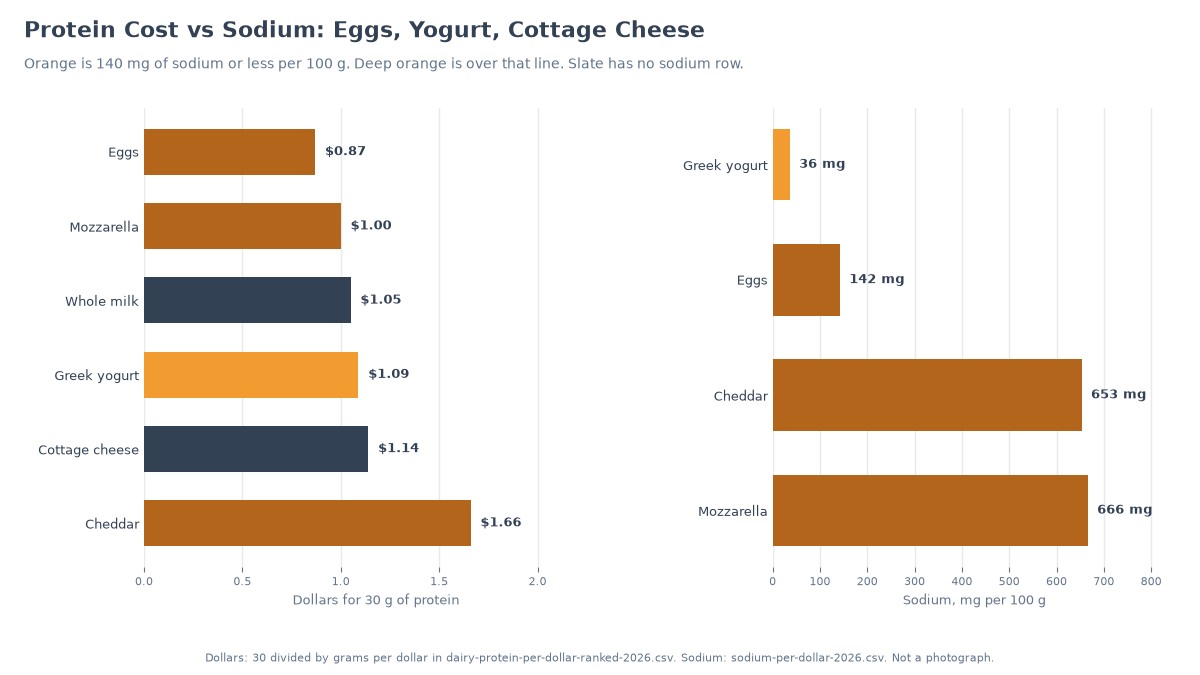 Protein Cost vs Sodium: Eggs, Yogurt, Cottage Cheese
Orange is 140 mg of sodium or less per 100 g. Deep orange is over that line. Slate has no sodium row.
Eggs
$0.87
Mozzarella
$1.00
Whole milk
$1.05
Greek yogurt
$1.09
Cottage cheese
$1.14
Cheddar
$1.66
0.0 0.5 1.0 1.5 2.0
Dollars for 30 g of protein
Greek yogurt
36 mg
Eggs
142 mg
Cheddar
653 mg
Mozzarella
666 mg
0 100 200 300 400 500 600 700 800
Sodium, mg per 100 g
Dollars: 30 divided by grams per dollar in dairy-protein-per-dollar-ranked-2026.csv. Sodium: sodium-per-dollar-2026.csv. Not a photograph.